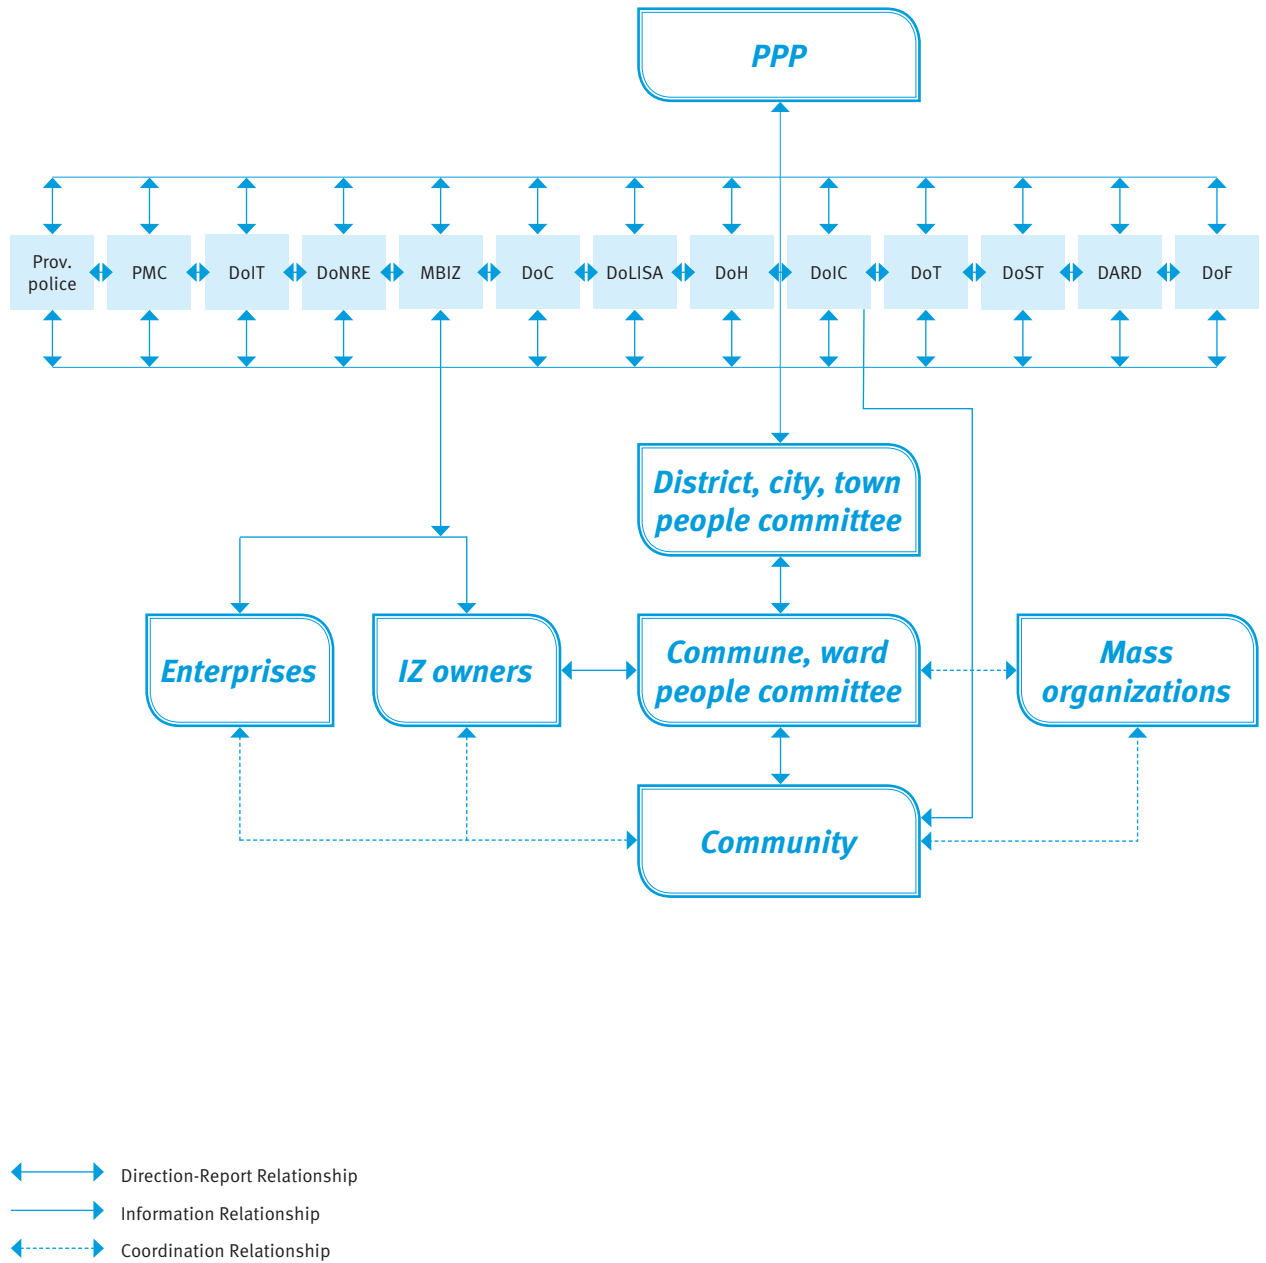 PPP
Prov.
police
PMC
DoIT
DoNRE
MBIZ
DoC
DoLISA
DoH
DoIC
DoT
DoST
DARD
DoF
District, city, town
people committee
Enterprises
IZ owners
Commune, ward
people committee
Mass
organizations
Community
Direction-Report Relationship
Information Relationship
Coordination Relationship